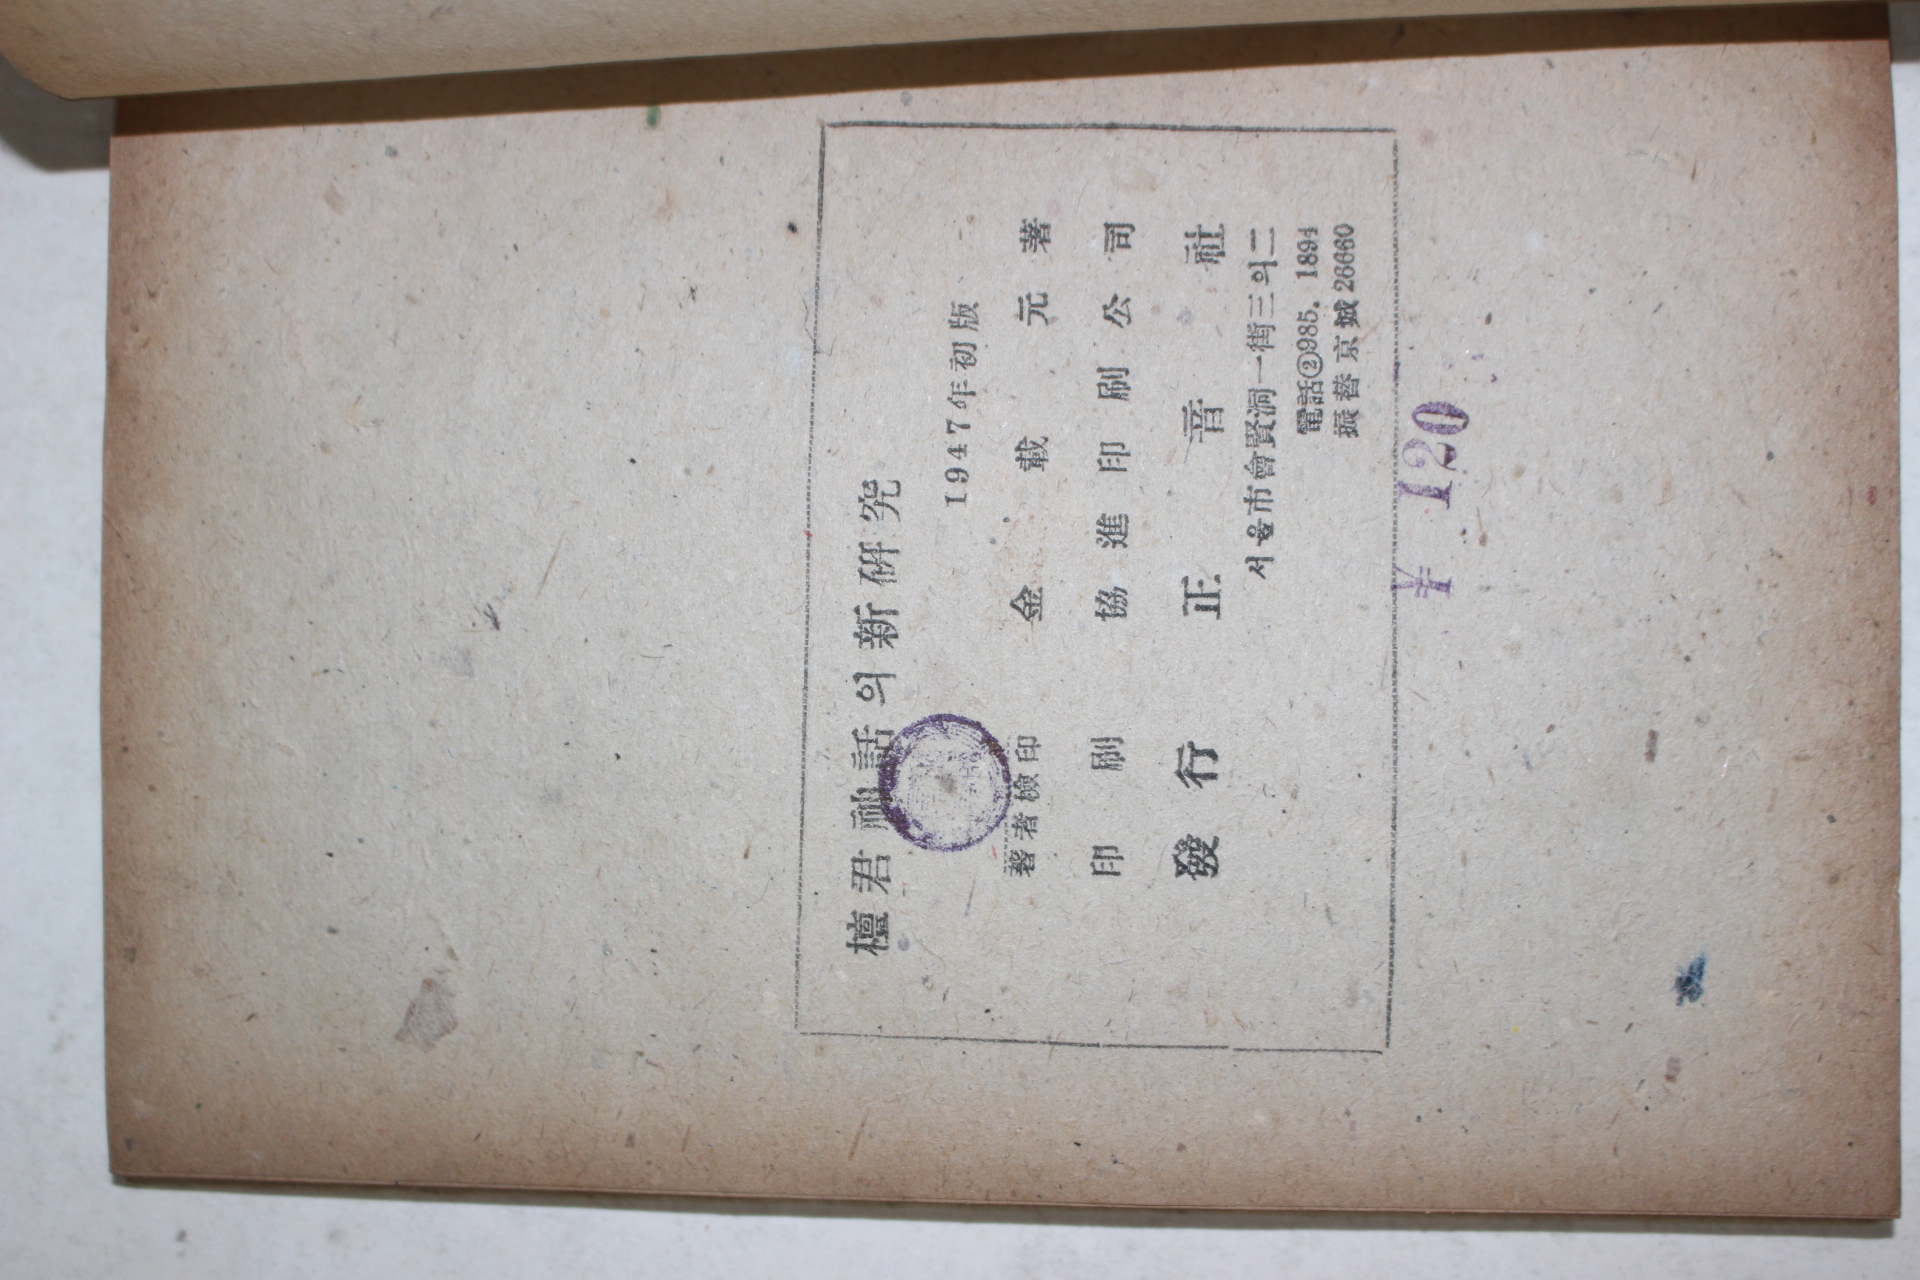 檀君神話의新研究
1947年初版
金載元著
著者檢印
印刷 協進印刷公司
發行 正音社
서울市會賢洞一街三의二
電話②985. 1894
振替京城26660
¥ 120